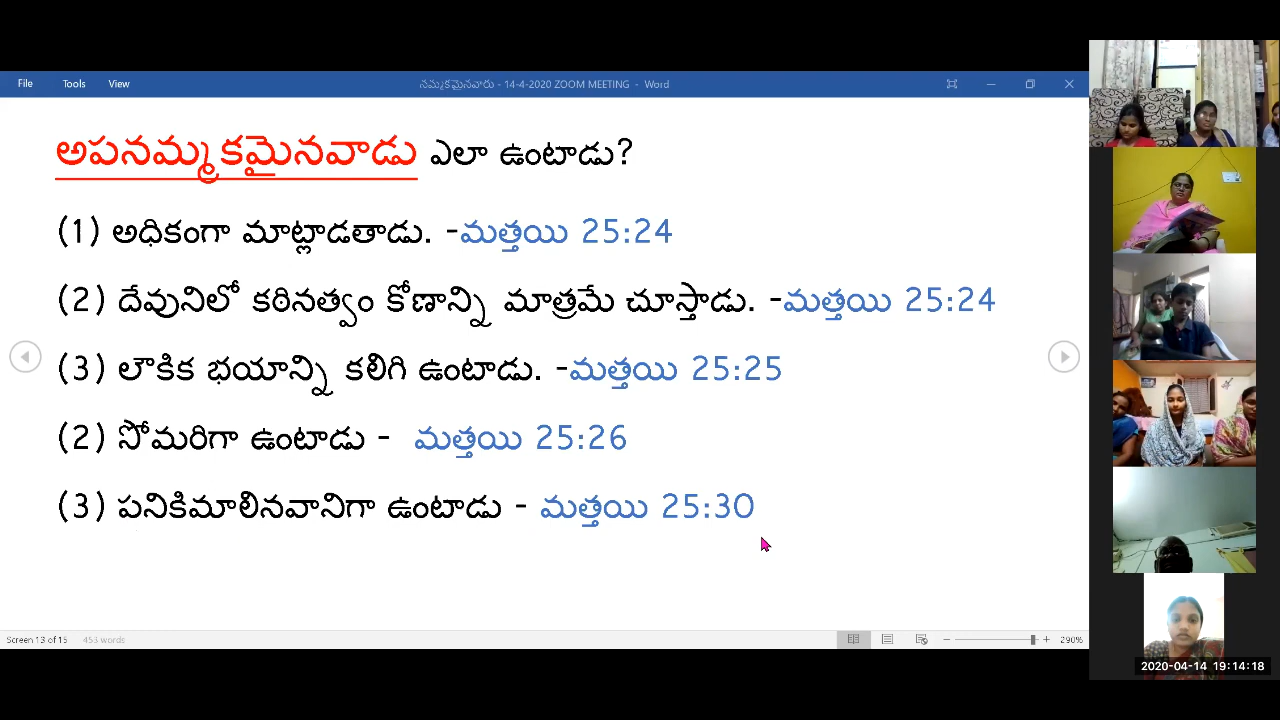 File Tools View నమ్మకమైనవారు - 14-4-2020 ZOOM MEETING - Word
అపనమ్మకమైనవాడు ఎలా ఉంటాడు?
(1) అధికంగా మాట్లాడతాడు. -మత్తయి 25:24
(2) దేవునిలో కఠినత్వం కోణాన్ని మాత్రమే చూస్తాడు. -మత్తయి 25:24
(3) లౌకిక భయాన్ని కలిగి ఉంటాడు. -మత్తయి 25:25
(2) సోమరిగా ఉంటాడు - మత్తయి 25:26
(3) పనికిమాలినవానిగా ఉంటాడు - మత్తయి 25:30
Screen 13 of 15 453 words 290%
2020-04-14 19:14:18